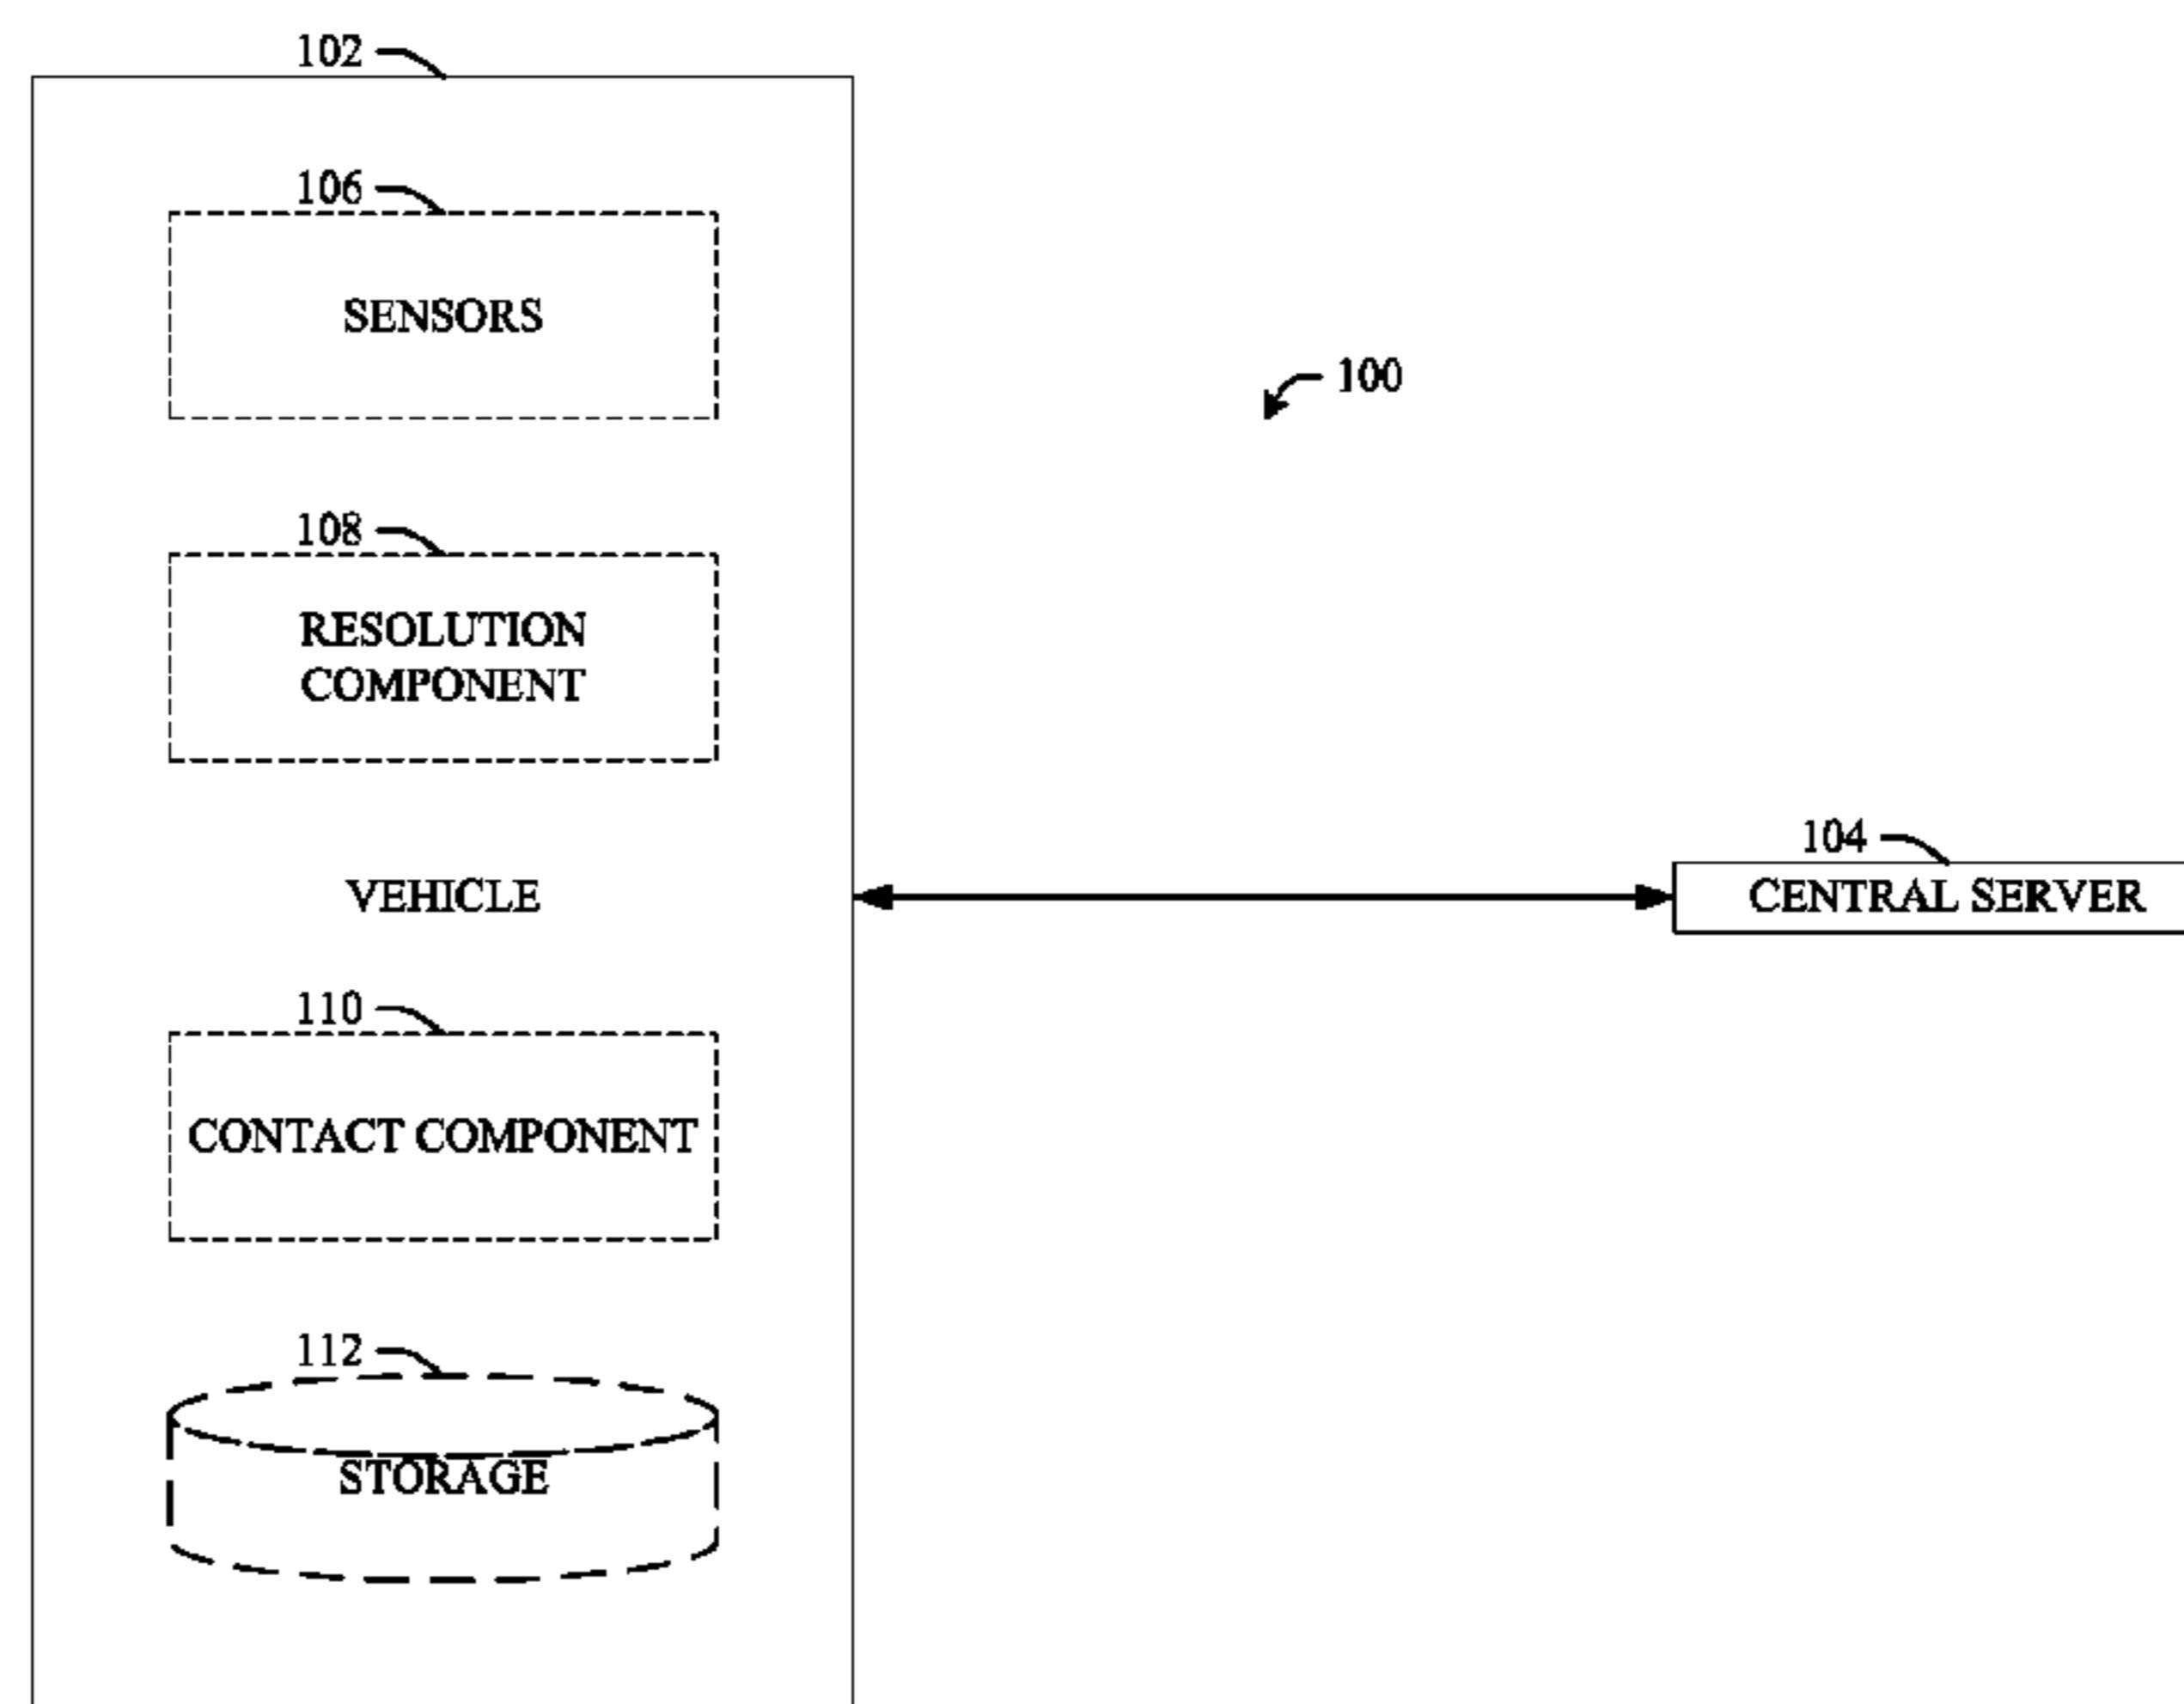 102
106
SENSORS
100
108
RESOLUTION
COMPONENT
104
VEHICLE
CENTRAL SERVER
110
CONTACT COMPONENT
112
STORAGE